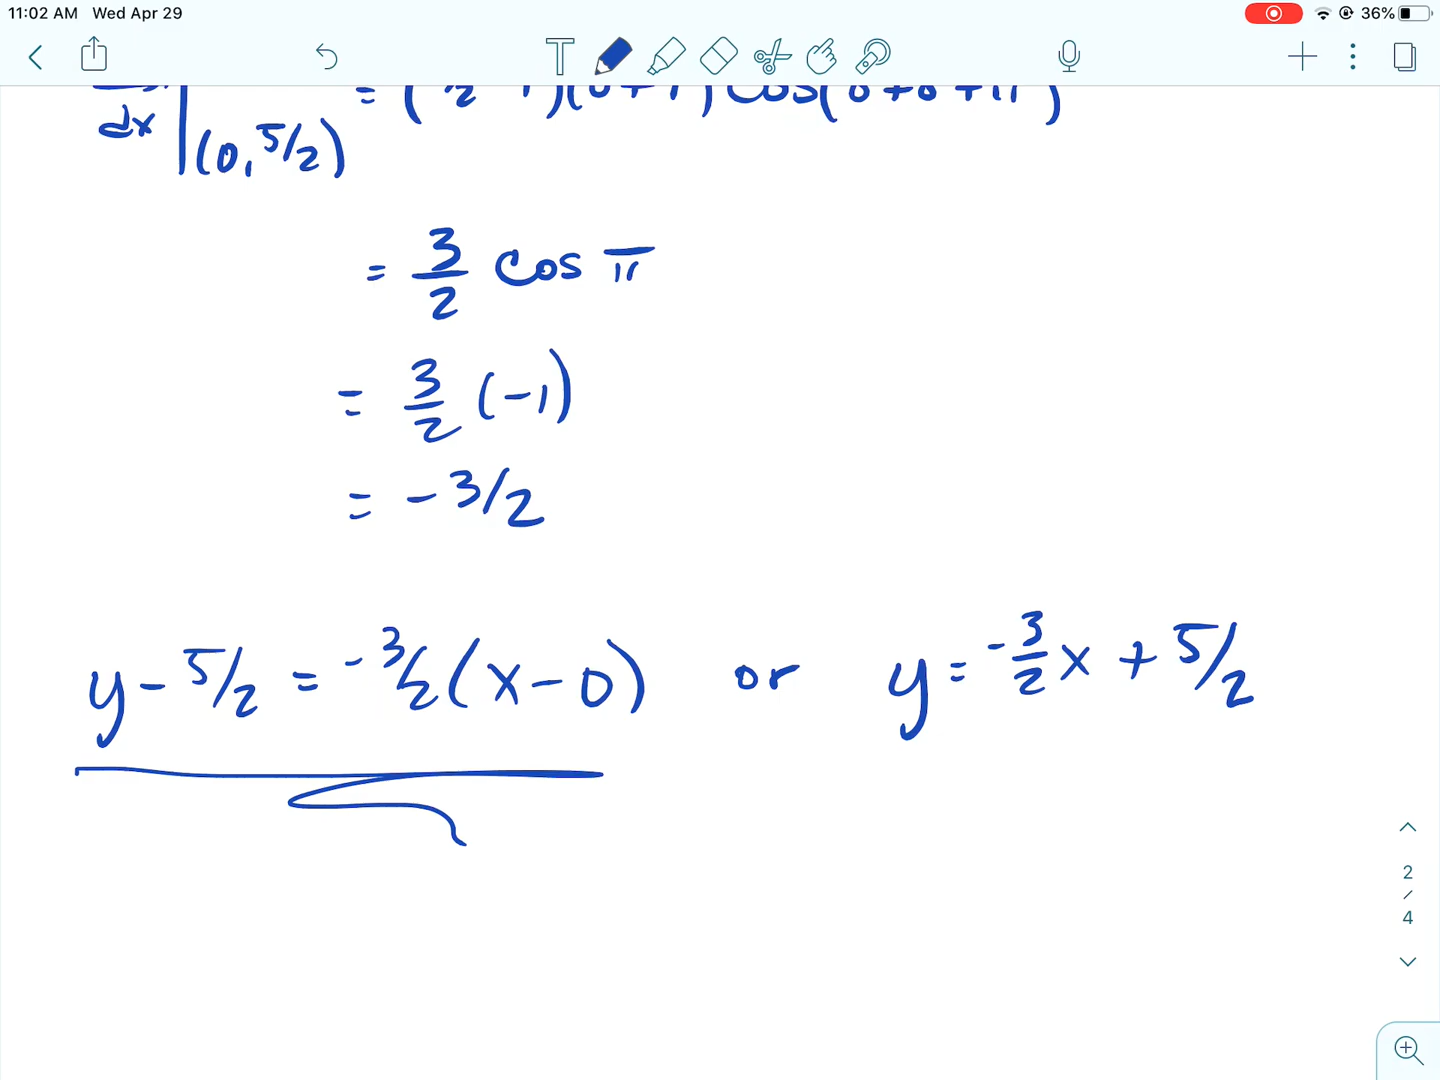 11:02 AM Wed Apr 29 36%
T
dx (0, 5/2)
= 3/2 cos π
= 3/2 (-1)
= - 3/2
y - 5/2 = - 3/2 (x - 0) or y = - 3/2 x + 5/2
2
/
4